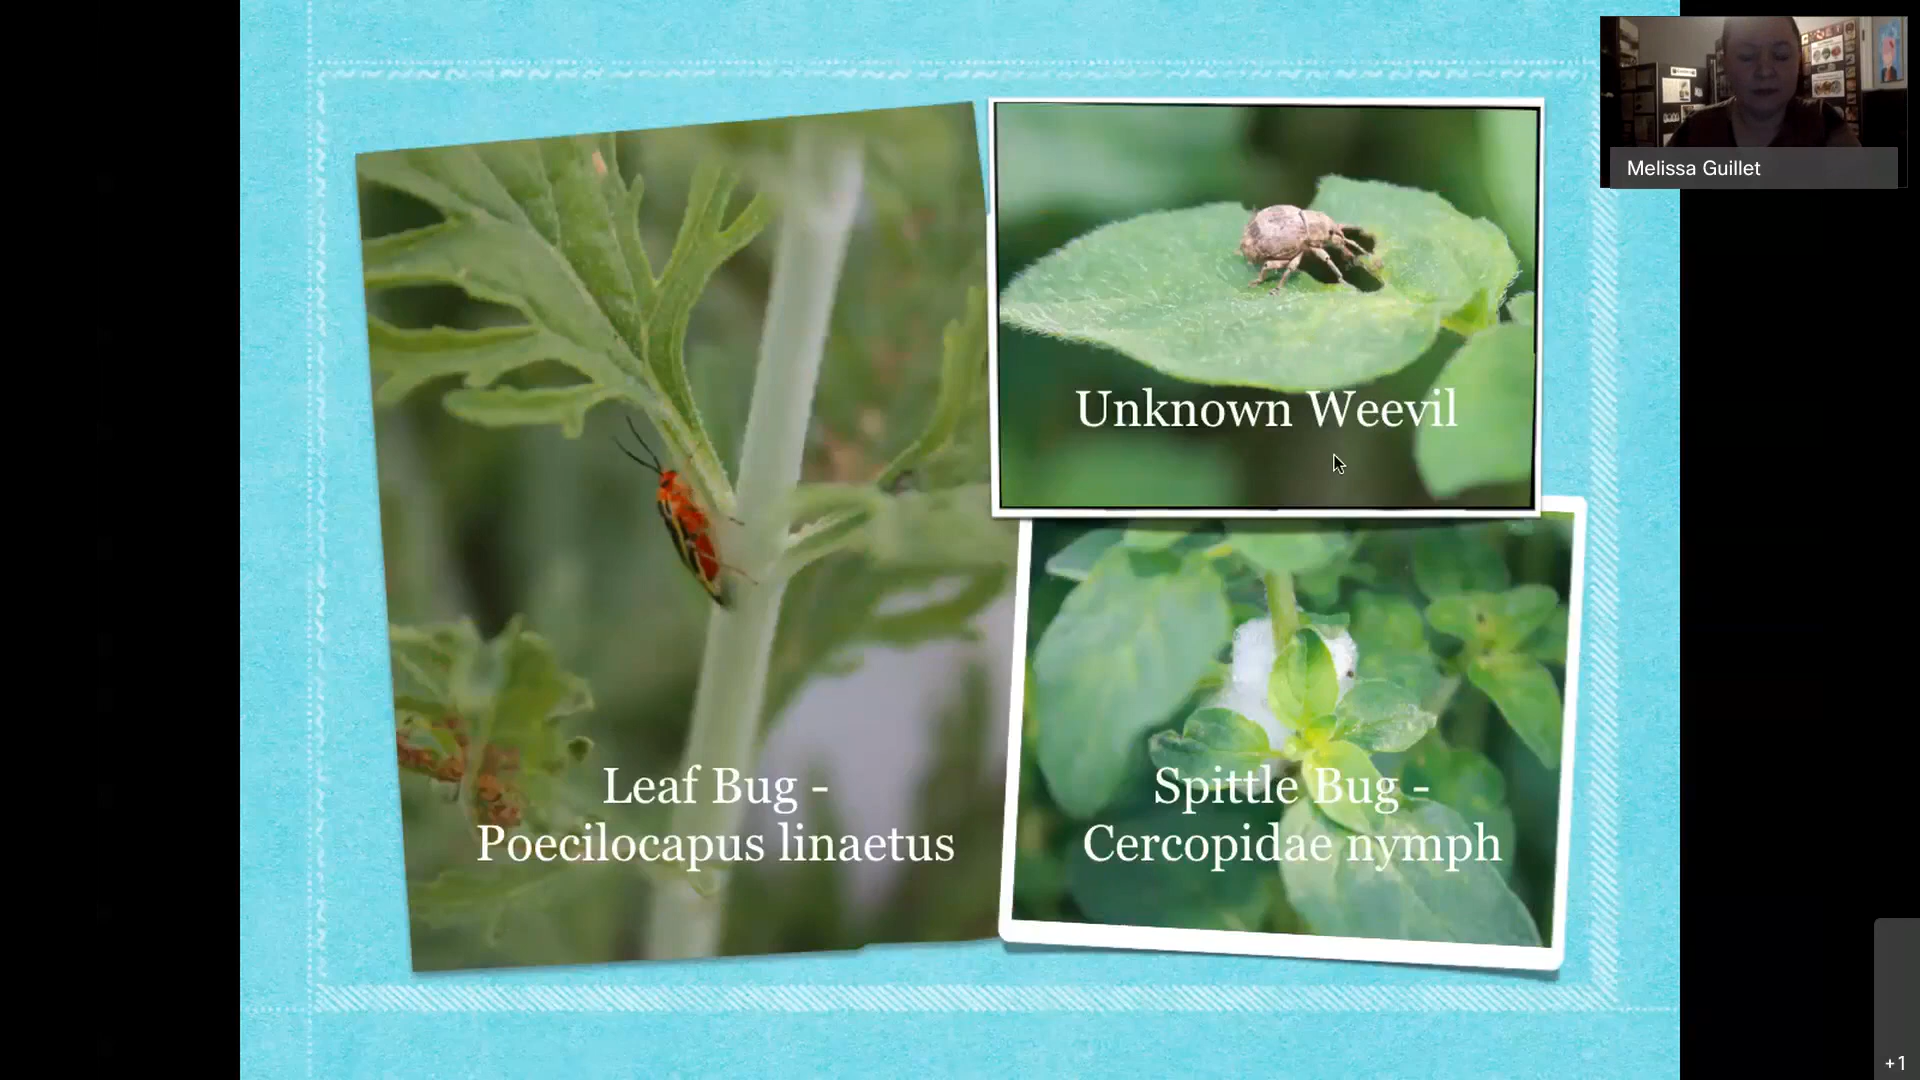 Melissa Guillet
Unknown Weevil
Leaf Bug -
Poecilocapus linaetus
Spittle Bug -
Cercopidae nymph
+1